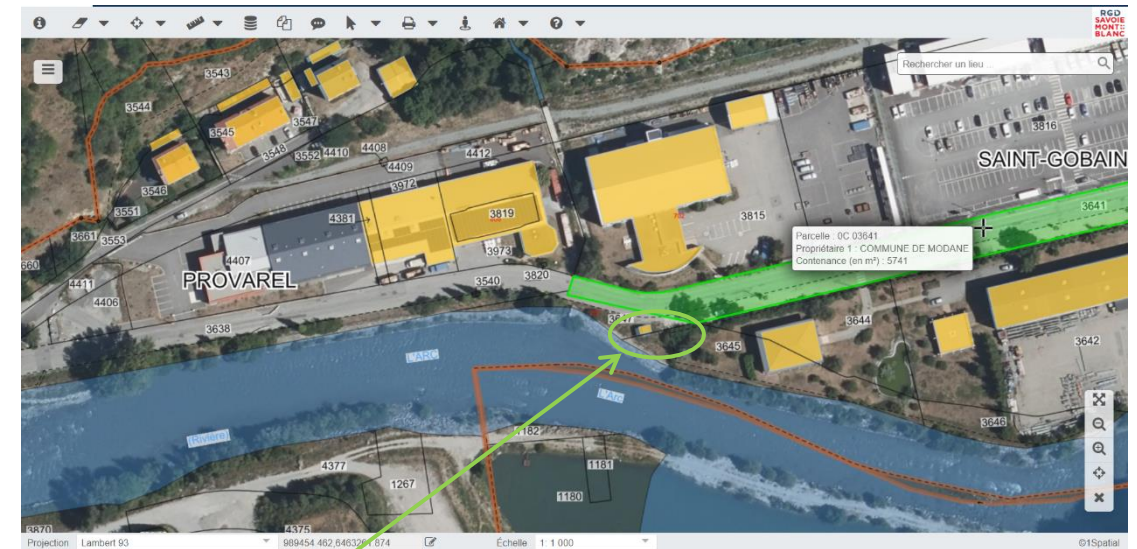 RGD
SAVOIE
MONT
BLANC
Rechercher un lieu ...
3543
3544
3547
3545
3548
3552
4410
4408
4409
4412
3546
3972
3551
3661
3553
4381
3819
3973
4407
PROVAREL
4411
4406
3540
3820
3638
3815
3816
SAINT-GOBAIN
3641
Parcelle : 0C 03641
Propriétaire 1 : COMMUNE DE MODANE
Contenance (en m²) : 5741
3644
3645
3642
3646
L'ARC
L'Arc
(Rivière)
1182
4377
1267
1181
1180
3870
4375
Projection Lambert 93
Échelle 1: 1 000
©1Spatial